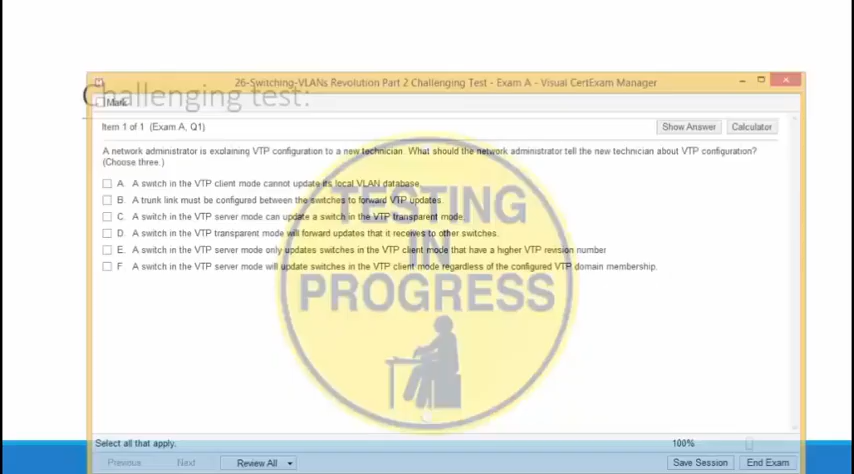 26-Switching-VLANs Revolution Part 2 Challenging Test - Exam A - Visual CertExam Manager
Challenging test:
Mark
Item 1 of 1 (Exam A, Q1)
Show Answer
Calculator
A network administrator is explaining VTP configuration to a new technician. What should the network administrator tell the new technician about VTP configuration?
(Choose three.)
A. A switch in the VTP client mode cannot update its local VLAN database.
B. A trunk link must be configured between the switches to forward VTP updates.
C. A switch in the VTP server mode can update a switch in the VTP transparent mode.
D. A switch in the VTP transparent mode will forward updates that it receives to other switches.
E. A switch in the VTP server mode only updates switches in the VTP client mode that have a higher VTP revision number
F A switch in the VTP server mode will update switches in the VTP client mode regardless of the configured VTP domain membership.
TESTING
IN
PROGRESS
Select all that apply.
100%
Previous
Next
Review All
Save Session
End Exam